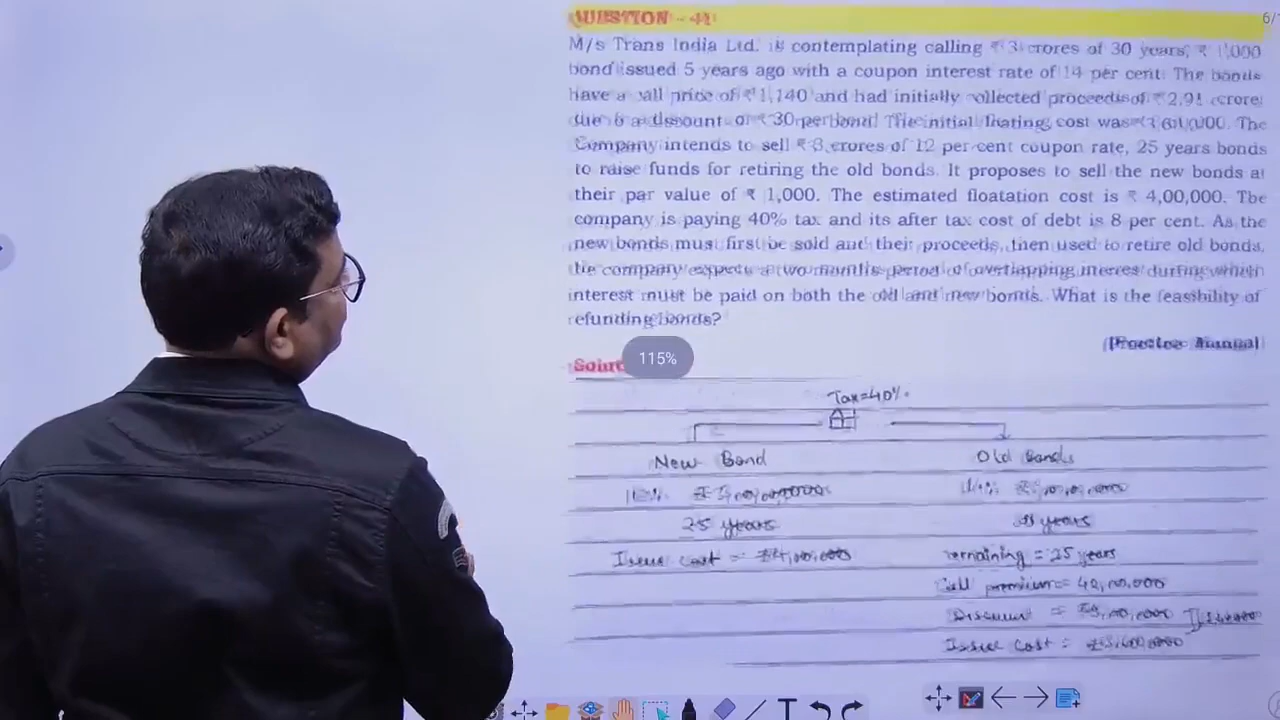 QUESTION - 41
6/
M/s Trans India Ltd. is contemplating calling ₹ 3 crores of 30 years, ₹ 1,000
bond issued 5 years ago with a coupon interest rate of 14 per cent. The bonds
have a call price of ₹ 1,140 and had initially collected proceeds of ₹ 2.91 crores
due to a discount of ₹ 30 per bond. The initial floating cost was ₹ 3,60,000. The
Company intends to sell ₹ 3 crores of 12 per cent coupon rate, 25 years bonds
to raise funds for retiring the old bonds. It proposes to sell the new bonds at
their par value of ₹ 1,000. The estimated floatation cost is ₹ 4,00,000. The
company is paying 40% tax and its after tax cost of debt is 8 per cent. As the
new bonds must first be sold and their proceeds, then used to retire old bonds,
the company expects a two months period of overlapping interest during which
interest must be paid on both the old and new bonds. What is the feasibility of
refunding bonds?
[Practice Manual]
115%
Tax=40%
New Bond Old Bonds
25 years years
Issue cost = ₹4,00,000 remaining = 25 years
Call premium = 42,00,000
Discount =
Issue Cost =
T